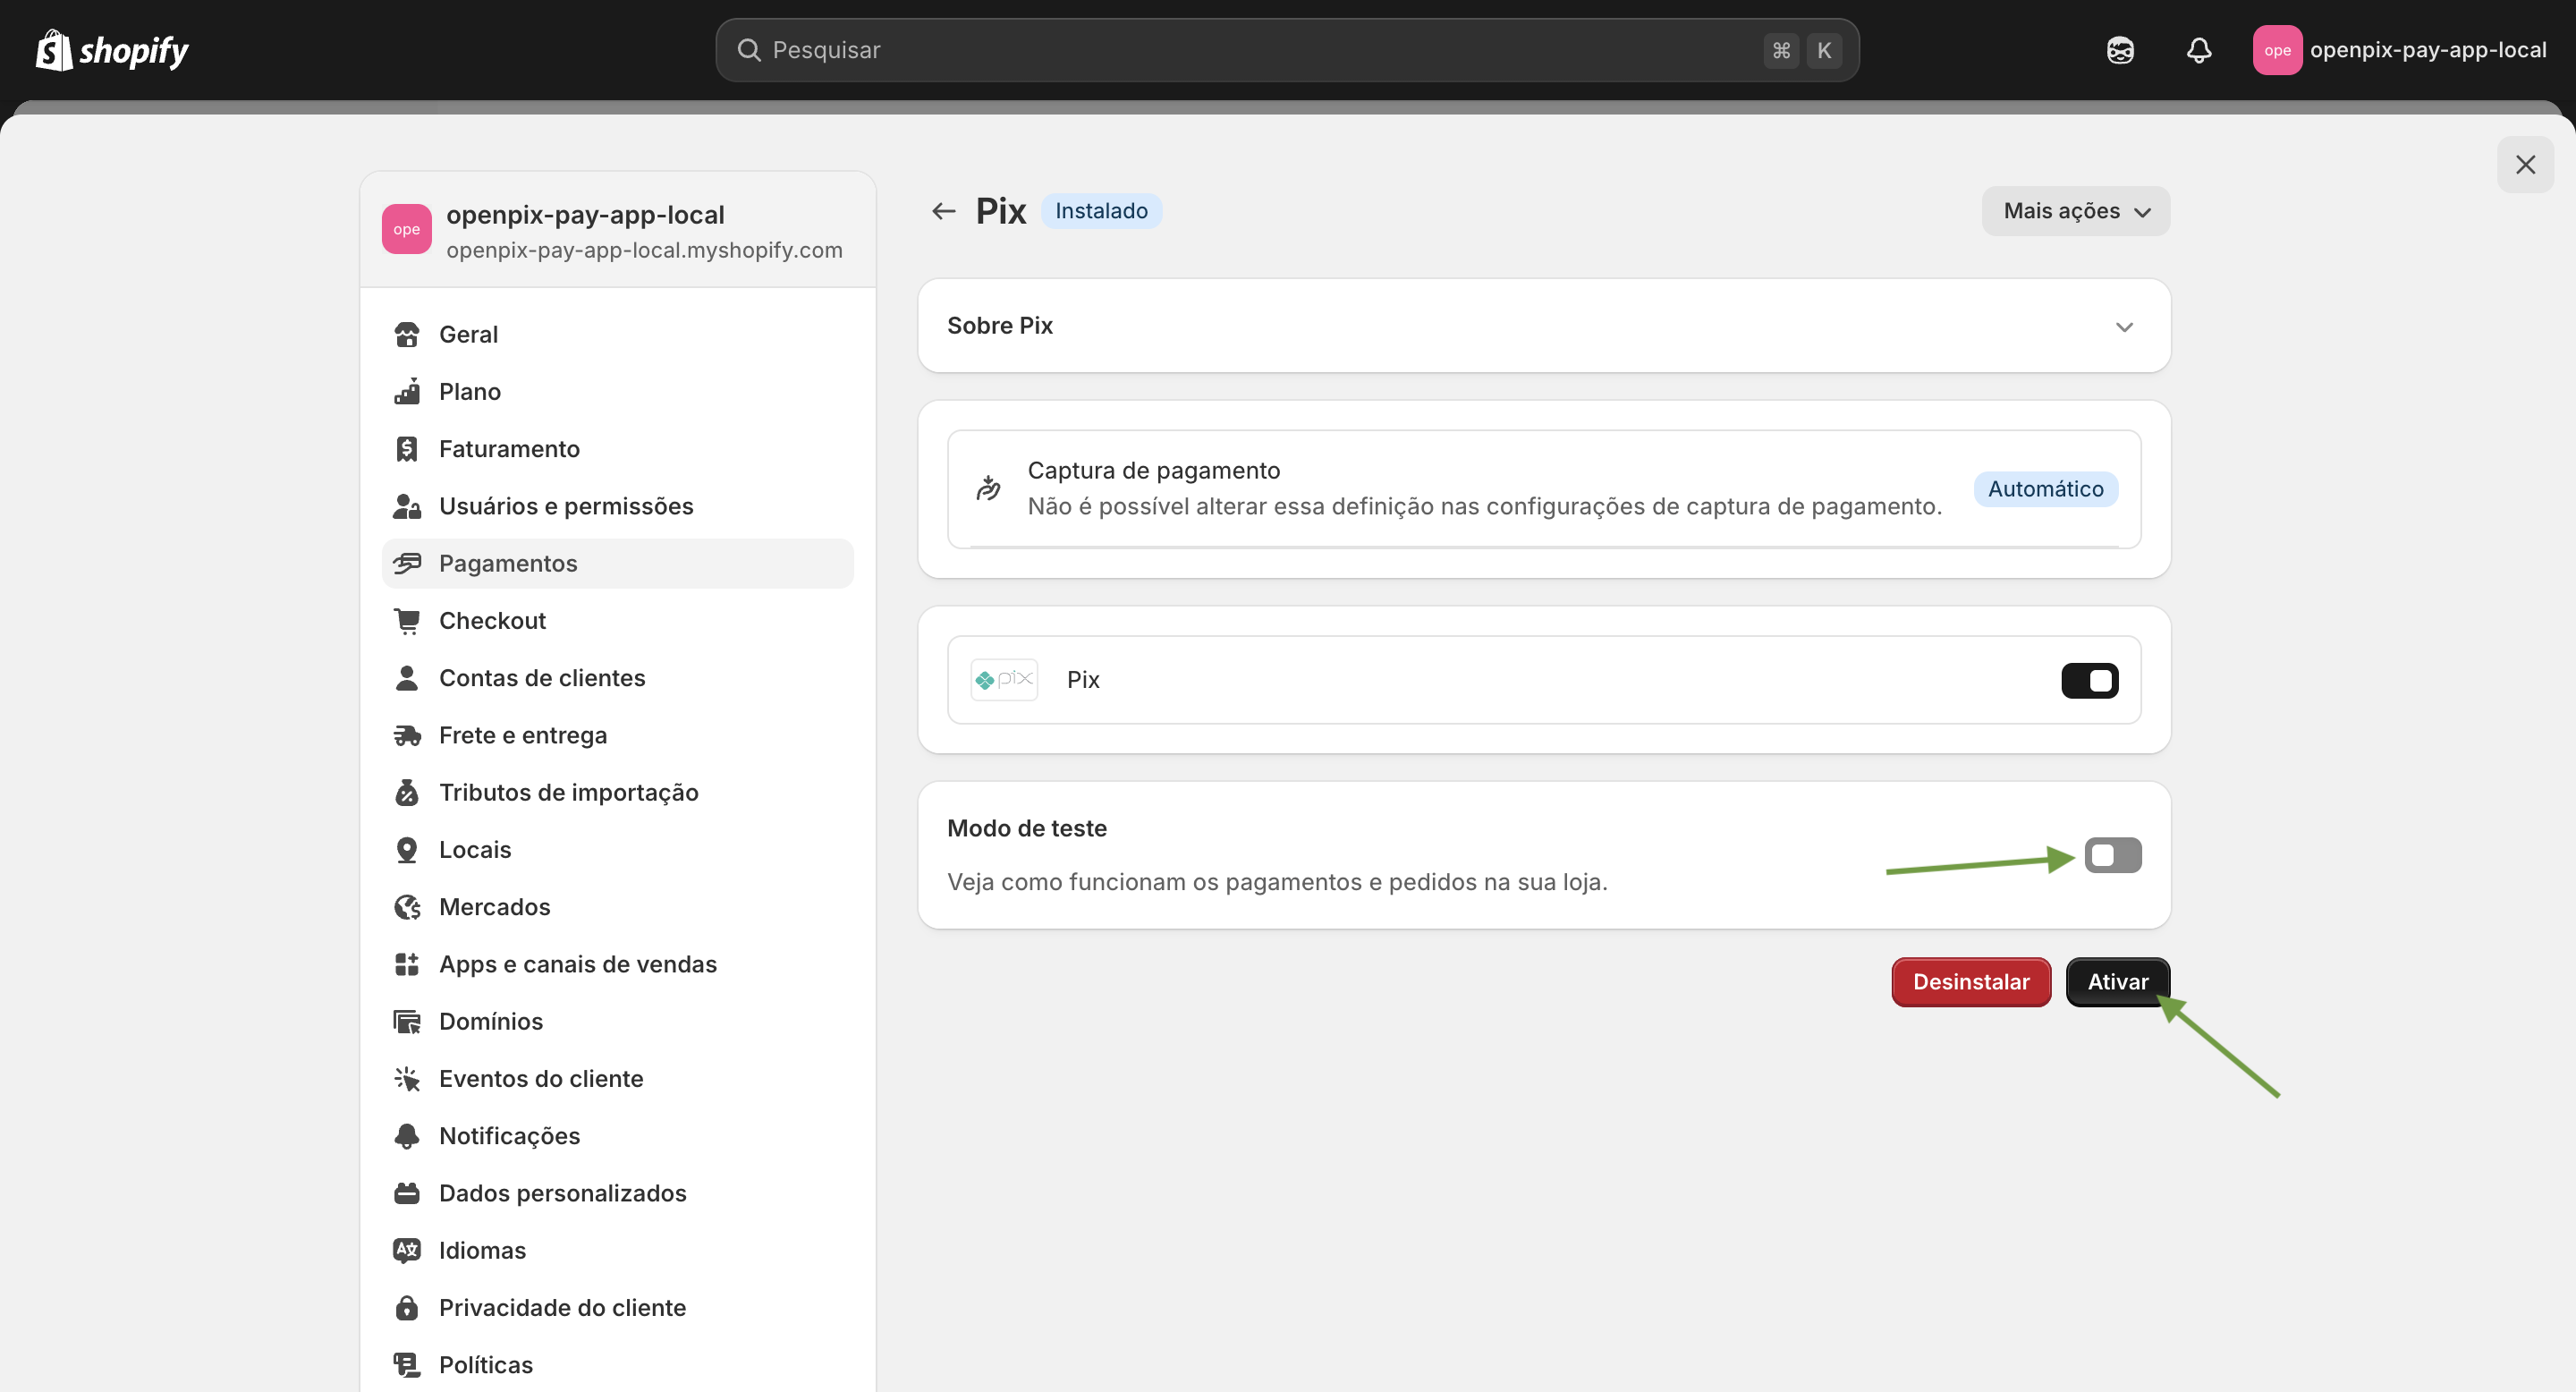 shopify
Pesquisar
⌘ K
ope
openpix-pay-app-local
ope
openpix-pay-app-local
openpix-pay-app-local.myshopify.com
Geral
Plano
Faturamento
Usuários e permissões
Pagamentos
Checkout
Contas de clientes
Frete e entrega
Tributos de importação
Locais
Mercados
Apps e canais de vendas
Domínios
Eventos do cliente
Notificações
Dados personalizados
Idiomas
Privacidade do cliente
Políticas
Pix
Instalado
Mais ações
Sobre Pix
Captura de pagamento
Não é possível alterar essa definição nas configurações de captura de pagamento.
Automático
pix
Pix
Modo de teste
Veja como funcionam os pagamentos e pedidos na sua loja.
Desinstalar
Ativar